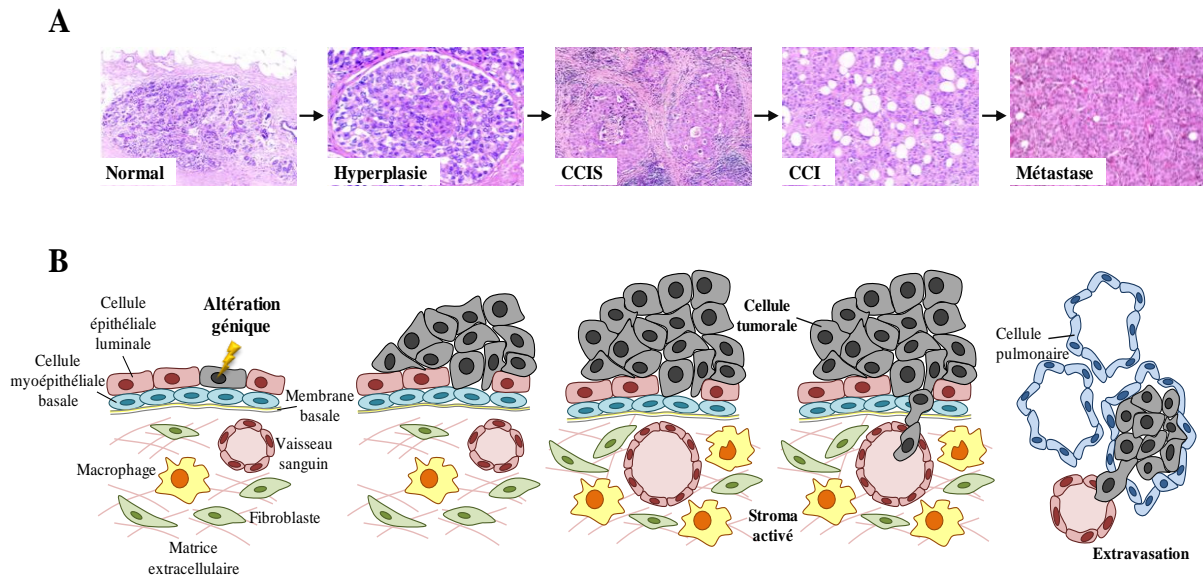 A
Normal
Hyperplasie
CCIS
CCI
Métastase
B
Cellule
épithéliale
luminale
Altération
génique
Cellule
myoépithéliale
basale
Membrane
basale
Vaisseau
sanguin
Macrophage
Fibroblaste
Matrice
extracellulaire
Cellule
tumorale
Stroma
activé
Cellule
pulmonaire
Extravasation